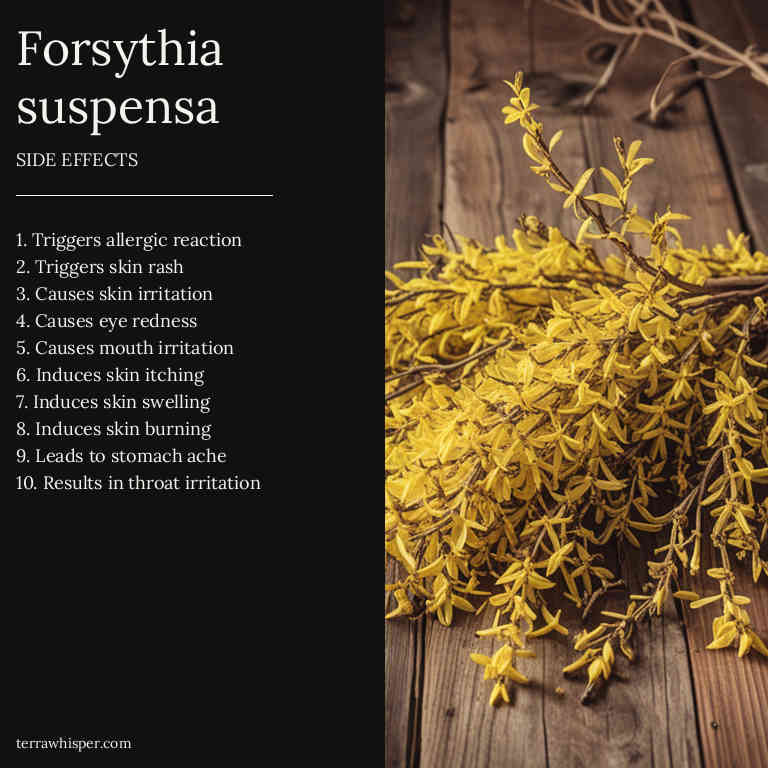 Forsythia
suspensa
SIDE EFFECTS
1. Triggers allergic reaction
2. Triggers skin rash
3. Causes skin irritation
4. Causes eye redness
5. Causes mouth irritation
6. Induces skin itching
7. Induces skin swelling
8. Induces skin burning
9. Leads to stomach ache
10. Results in throat irritation
terrawhisper.com